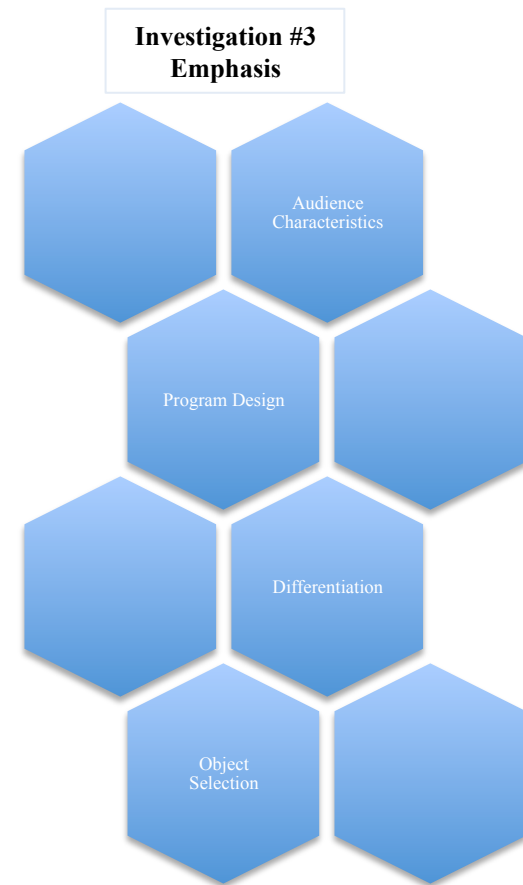 Investigation #3
Emphasis
Audience
Characteristics
Program Design
Differentiation
Object
Selection